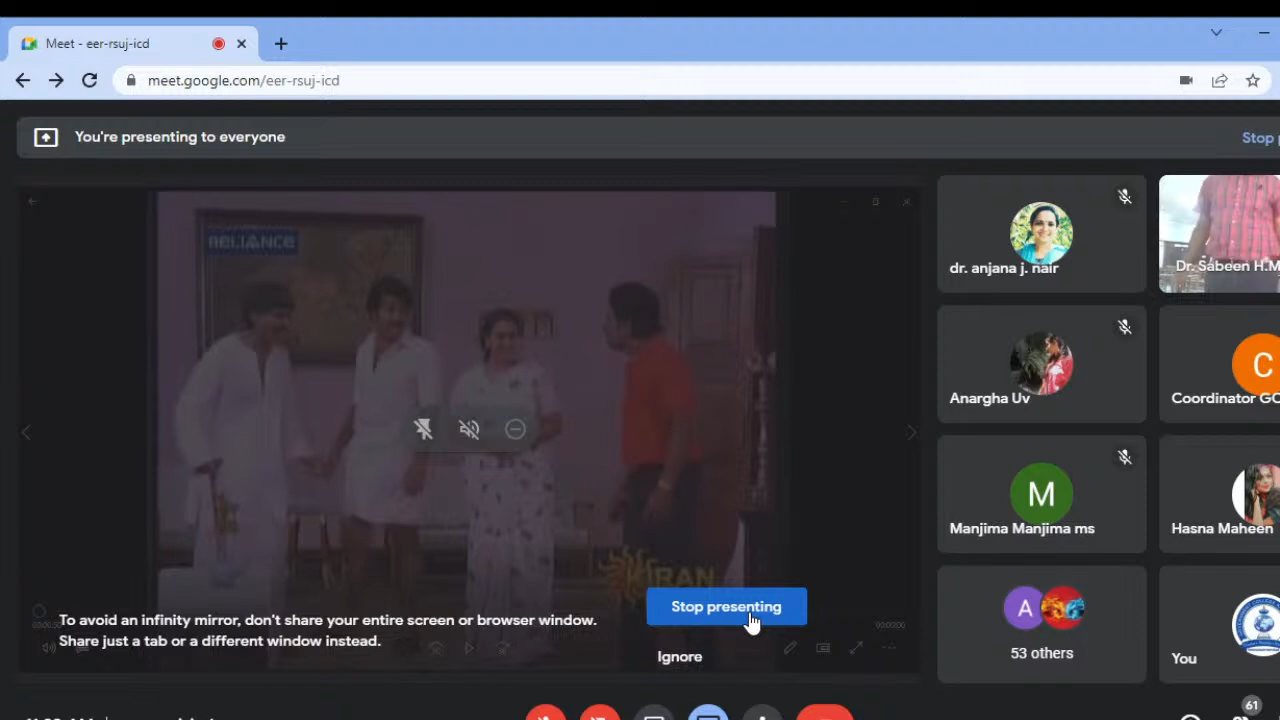 Meet - eer-rsuj-icd
meet.google.com/eer-rsuj-icd
You're presenting to everyone
Stop
RELIANCE
dr. anjana j. nair
Dr. Sabeen H.M
Anargha Uv
C
Coordinator
M
Manjima Manjima ms
Hasna Maheen
KIRAN
To avoid an infinity mirror, don't share your entire screen or browser window.
Share just a tab or a different window instead.
Stop presenting
Ignore
A
53 others
You
61